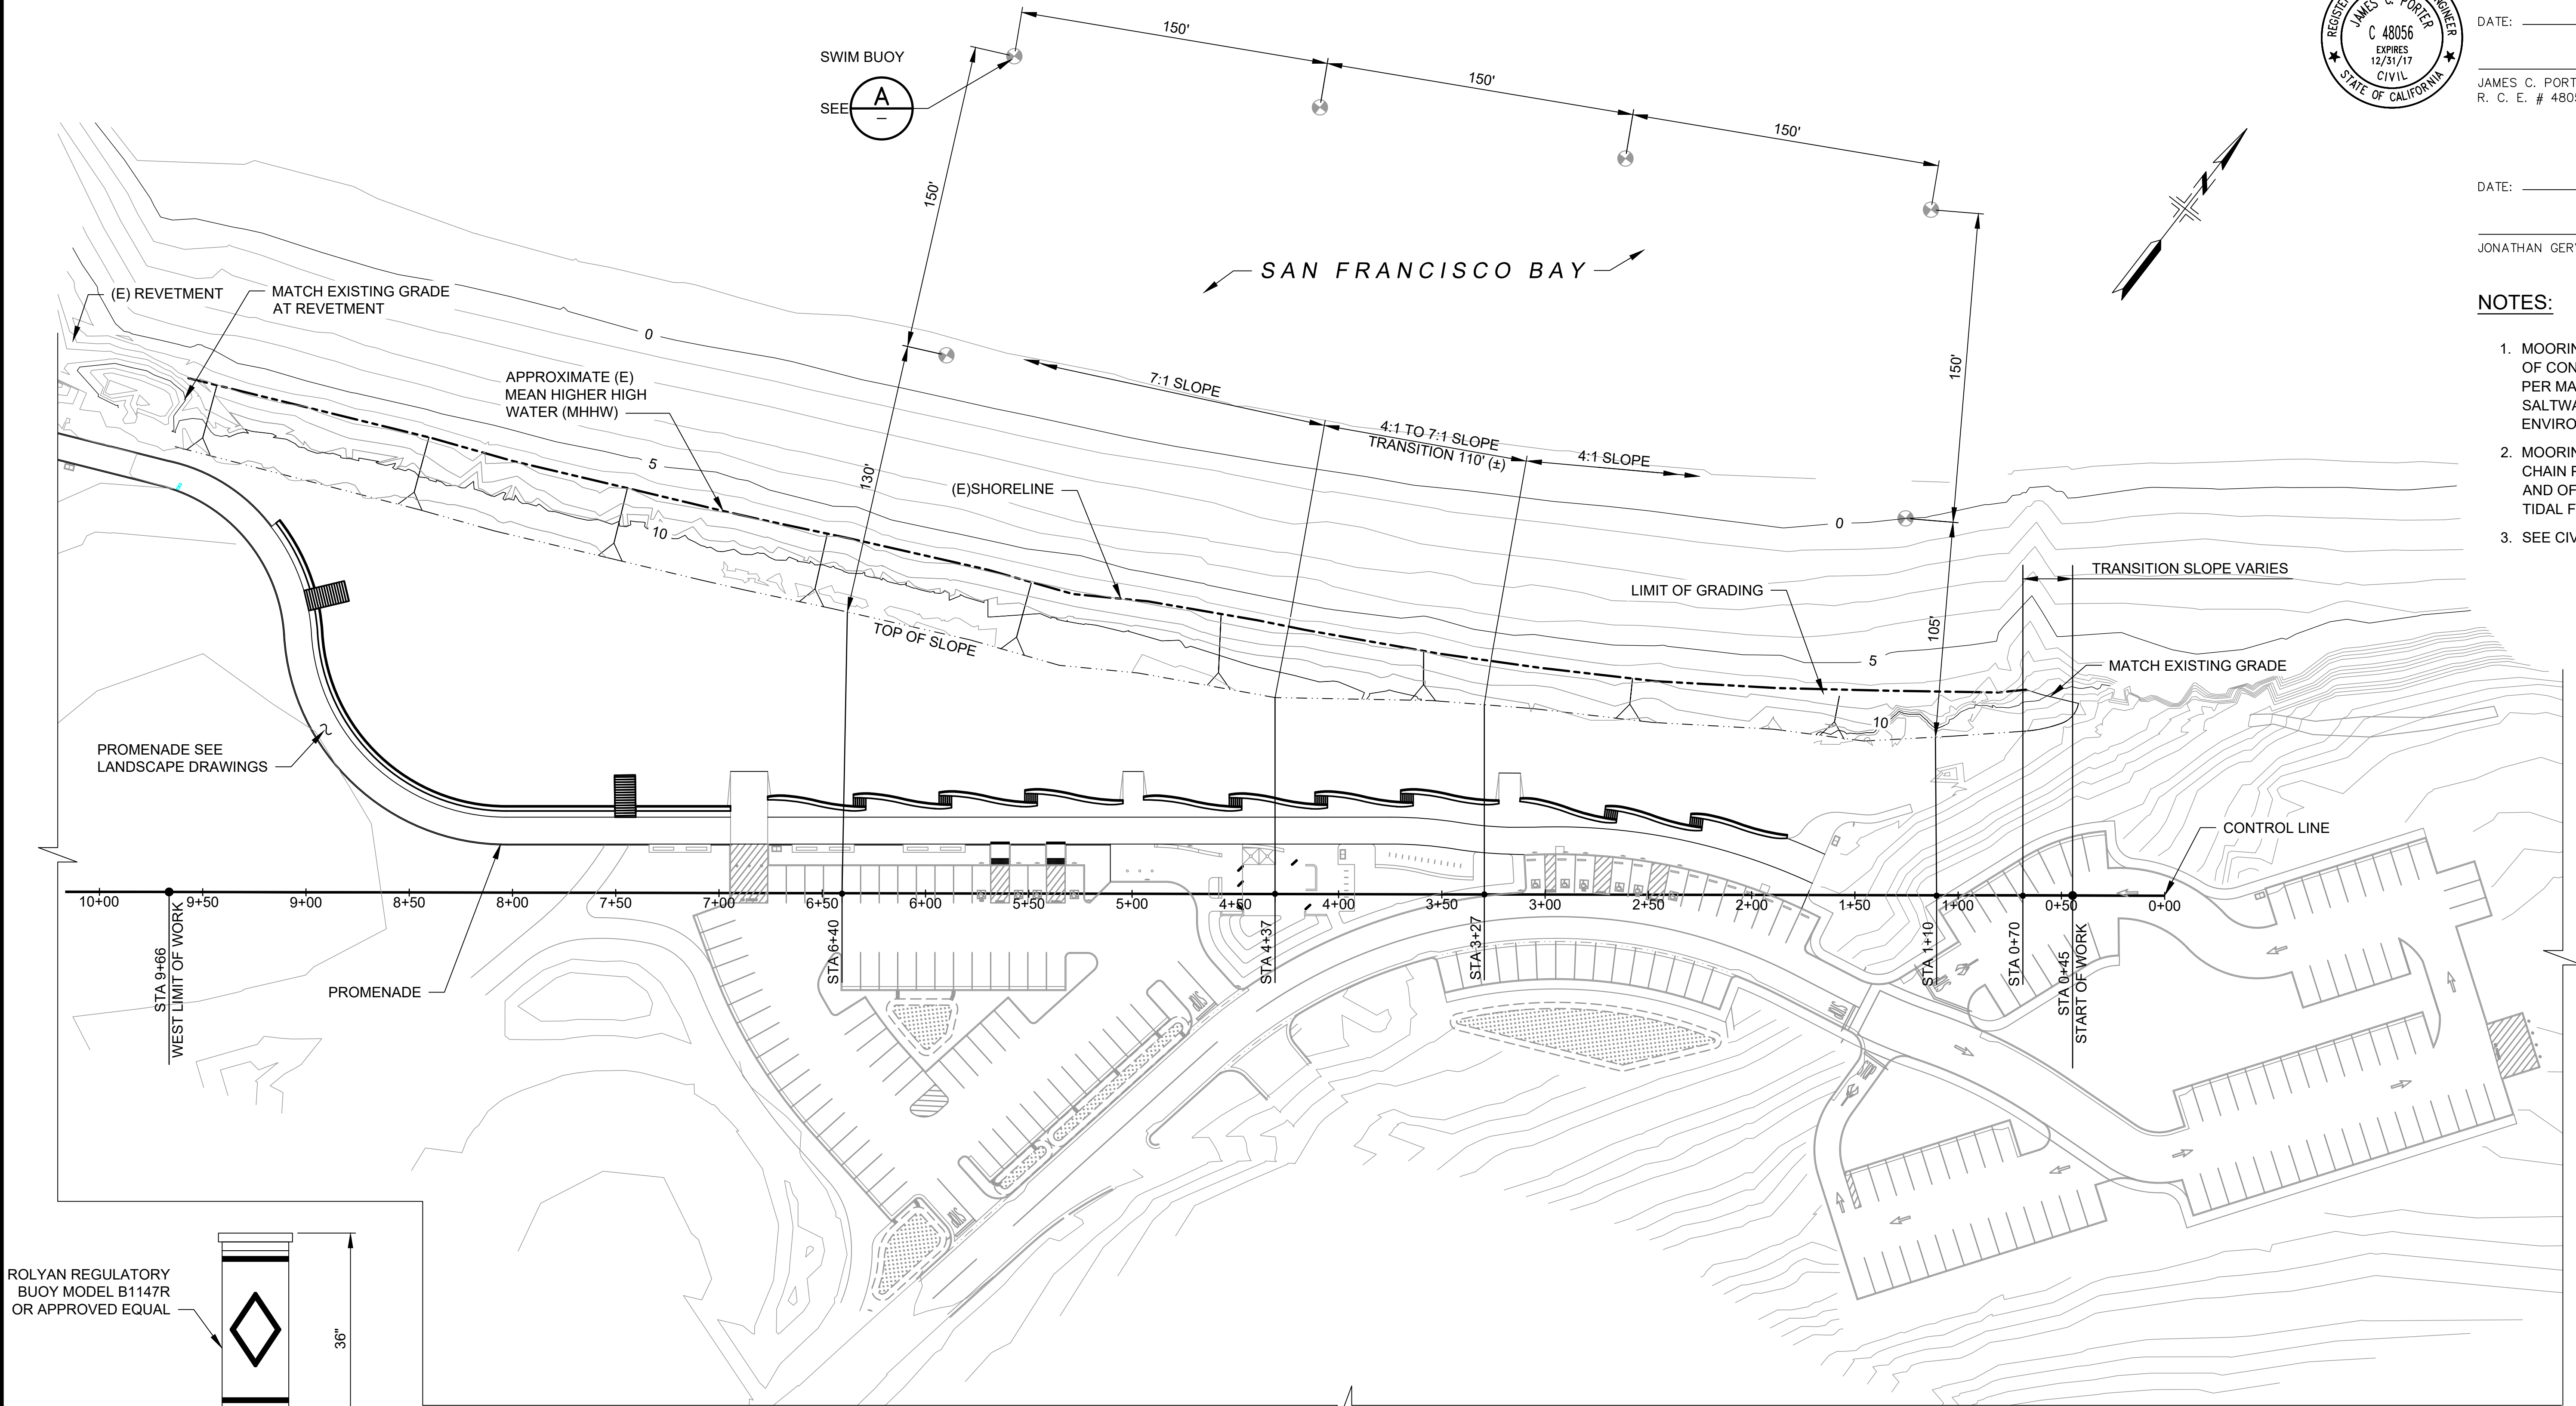 150'
150'
150'
SWIM BUOY
SEE
A
–
150'
SAN FRANCISCO BAY
(E) REVETMENT
MATCH EXISTING GRADE
AT REVETMENT
0
APPROXIMATE (E)
MEAN HIGHER HIGH
WATER (MHHW)
7:1 SLOPE
4:1 TO 7:1 SLOPE
TRANSITION 110' (±)
4:1 SLOPE
150'
5
130'
(E)SHORELINE
10
0
TRANSITION SLOPE VARIES
LIMIT OF GRADING
TOP OF SLOPE
105'
5
MATCH EXISTING GRADE
10
PROMENADE SEE
LANDSCAPE DRAWINGS
CONTROL LINE
10+00
9+50
9+00
8+50
8+00
7+50
7+00
6+50
6+00
5+50
5+00
4+50
4+00
3+50
3+00
2+50
2+00
1+50
1+00
0+50
0+00
STA 9+66
WEST LIMIT OF WORK
STA 6+40
STA 4+37
STA 3+27
STA 1+10
STA 0+70
STA 0+45
START OF WORK
PROMENADE
STOP
STOP
STOP
ROLYAN REGULATORY
BUOY MODEL B1147R
OR APPROVED EQUAL
36"
JAMES C. PORTER
C 48056
EXPIRES
12/31/17
CIVIL
STATE OF CALIFORNIA
DATE:
JAMES C. PORT
R. C. E. # 480
DATE:
JONATHAN GER
N
NOTES:
1. MOORIN
OF CON
PER MA
SALTWA
ENVIRO
2. MOORIN
CHAIN P
AND OF
TIDAL F
3. SEE CIV